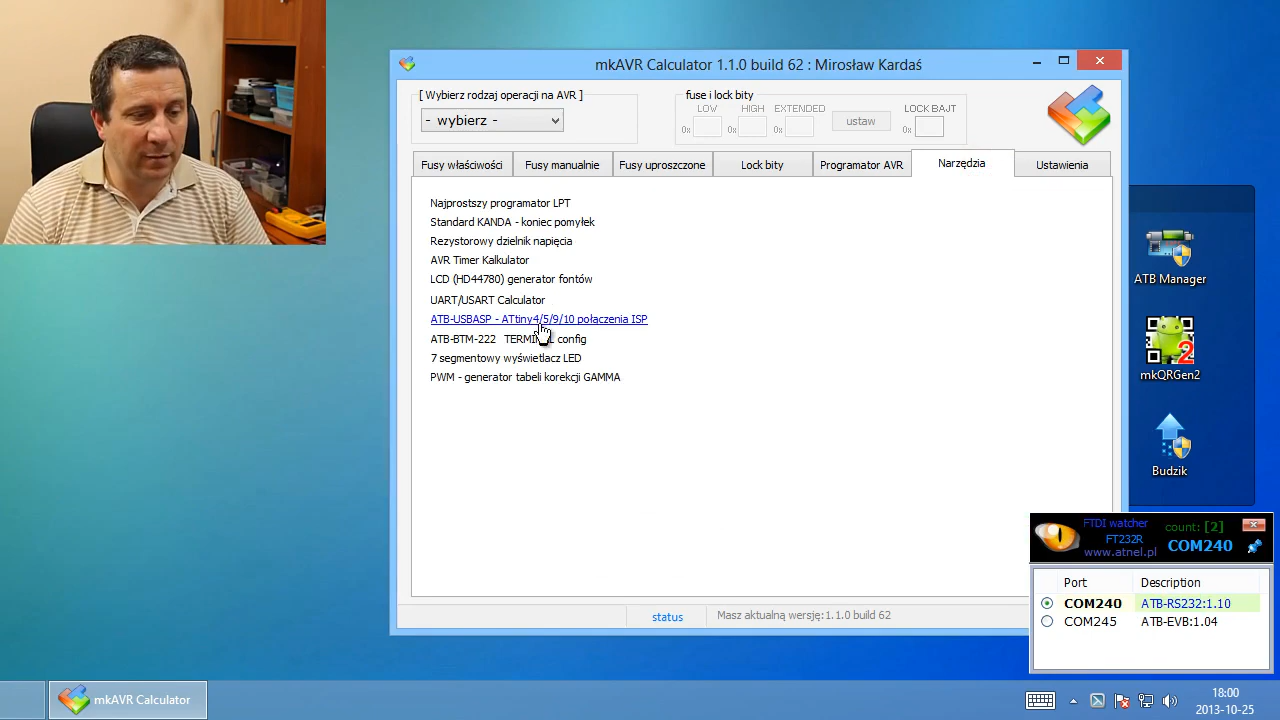 mkAVR Calculator 1.1.0 build 62 : Mirosław Kardaś
[ Wybierz rodzaj operacji na AVR ]
- wybierz -
fuse i lock bity
LOW HIGH EXTENDED
0x 0x 0x
ustaw
LOCK BAJT
0x
Fusy właściwości Fusy manualnie Fusy uproszczone Lock bity Programator AVR Narzędzia Ustawienia
Najprostszy programator LPT
Standard KANDA - koniec pomyłek
Rezystorowy dzielnik napięcia
AVR Timer Kalkulator
LCD (HD44780) generator fontów
UART/USART Calculator
ATB-USBASP - ATtiny4/5/9/10 połaczenia ISP
ATB-BTM-222 config
7 segmentowy wyświetlacz LED
PWM - generator tabeli korekcji GAMMA
status
Masz aktualną wersję:1.1.0 build 62
ATB Manager
mkQRGen2
2
Budzik
FTDI watcher
FT232R
www.atnel.pl
count: [2]
COM240
Port Description
COM240 ATB-RS232:1.10
COM245 ATB-EVB:1.04
mkAVR Calculator
18:00
2013-10-25